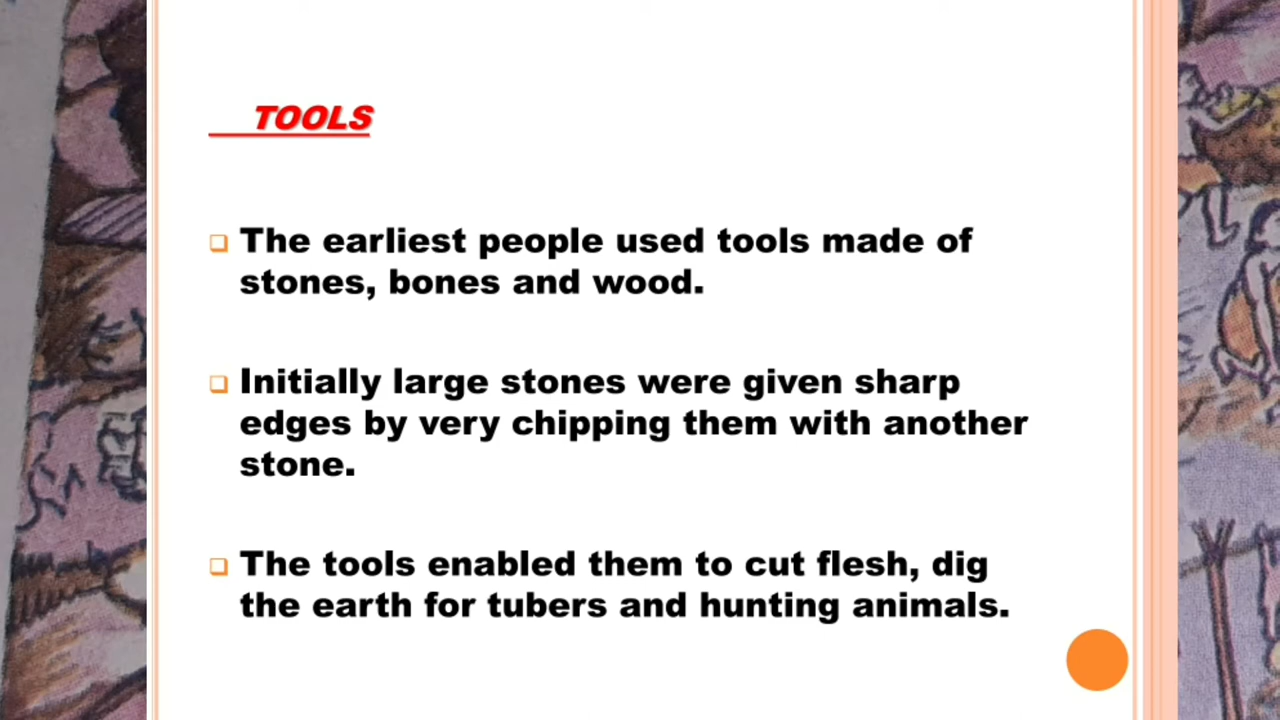 TOOLS
The earliest people used tools made of
stones, bones and wood.
Initially large stones were given sharp
edges by very chipping them with another
stone.
The tools enabled them to cut flesh, dig
the earth for tubers and hunting animals.